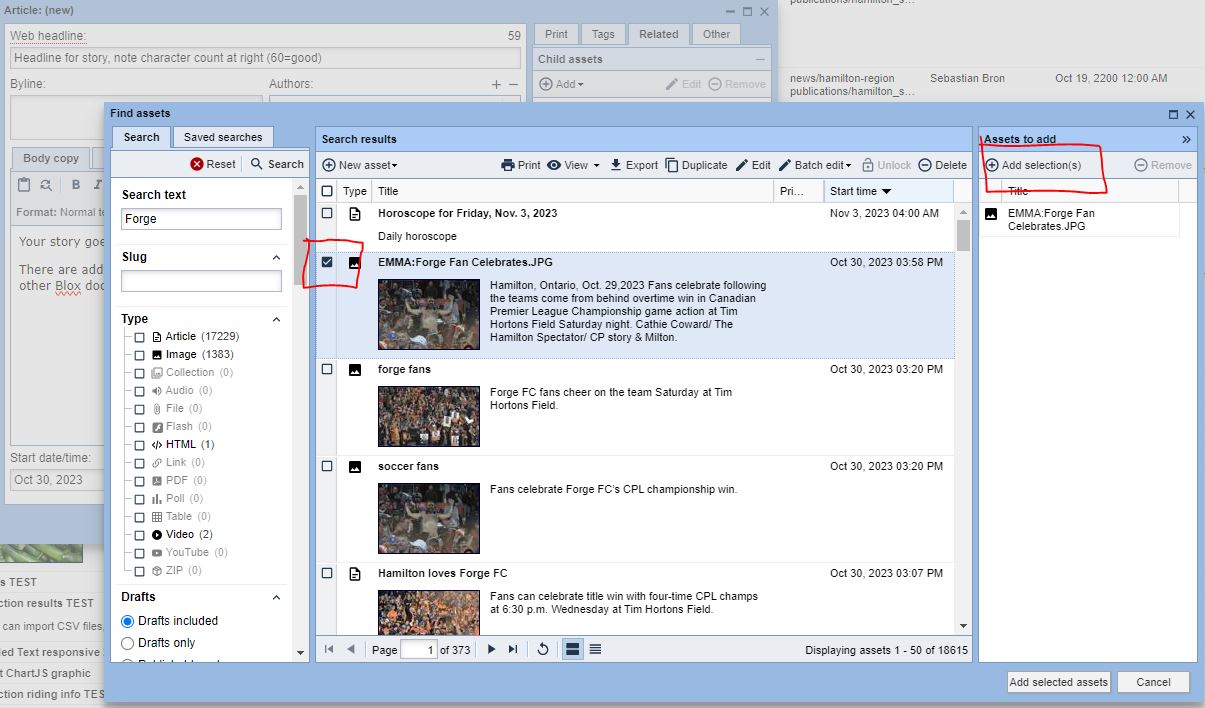 Article: (new)
Web headline:
59
Headline for story, note character count at right (60=good)
Byline:
Authors:
Print
Tags
Related
Other
Child assets
Add
Edit
Remove
publications/hamilton_s…
news/hamilton-region
publications/hamilton_s…
Sebastian Bron
Oct 19, 2200 12:00 AM
Body copy
B I
Format: Normal te
Your story goe
There are add
other Blox doc
Start date/time:
Oct 30, 2023
s TEST
ction results TEST
can import CSV files,
led Text responsive
t ChartJS graphic
ction riding info TES
Find assets
Search
Saved searches
Reset
Search
Search text
Forge
Slug
Type
Article (17229)
Image (1383)
Collection (0)
Audio (0)
File (0)
Flash (0)
HTML (1)
Link (0)
PDF (0)
Poll (0)
Table (0)
Video (2)
YouTube (0)
ZIP (0)
Drafts
Drafts included
Drafts only
Search results
New asset
Print
View
Export
Duplicate
Edit
Batch edit
Unlock
Delete
Type
Title
Pri…
Start time
Horoscope for Friday, Nov. 3, 2023
Nov 3, 2023 04:00 AM
Daily horoscope
EMMA:Forge Fan Celebrates.JPG
Oct 30, 2023 03:58 PM
Hamilton, Ontario, Oct. 29,2023 Fans celebrate following
the teams come from behind overtime win in Canadian
Premier League Championship game action at Tim
Hortons Field Saturday night. Cathie Coward/ The
Hamilton Spectator/ CP story & Milton.
forge fans
Oct 30, 2023 03:20 PM
Forge FC fans cheer on the team Saturday at Tim
Hortons Field.
soccer fans
Oct 30, 2023 03:20 PM
Fans celebrate Forge FC's CPL championship win.
Hamilton loves Forge FC
Oct 30, 2023 03:07 PM
Fans can celebrate title win with four-time CPL champs
at 6:30 p.m. Wednesday at Tim Hortons Field.
Page 1 of 373
Displaying assets 1 - 50 of 18615
Assets to add
Add selection(s)
Remove
Title
EMMA:Forge Fan
Celebrates.JPG
Add selected assets
Cancel